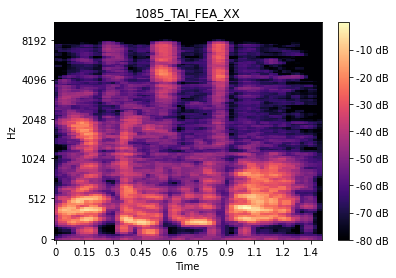 1085_TAI_FEA_XX
Hz
8192
4096
2048
1024
512
0
0 0.15 0.3 0.45 0.6 0.75 0.9 1.1 1.2 1.4
Time
-10 dB
-20 dB
-30 dB
-40 dB
-50 dB
-60 dB
-70 dB
-80 dB